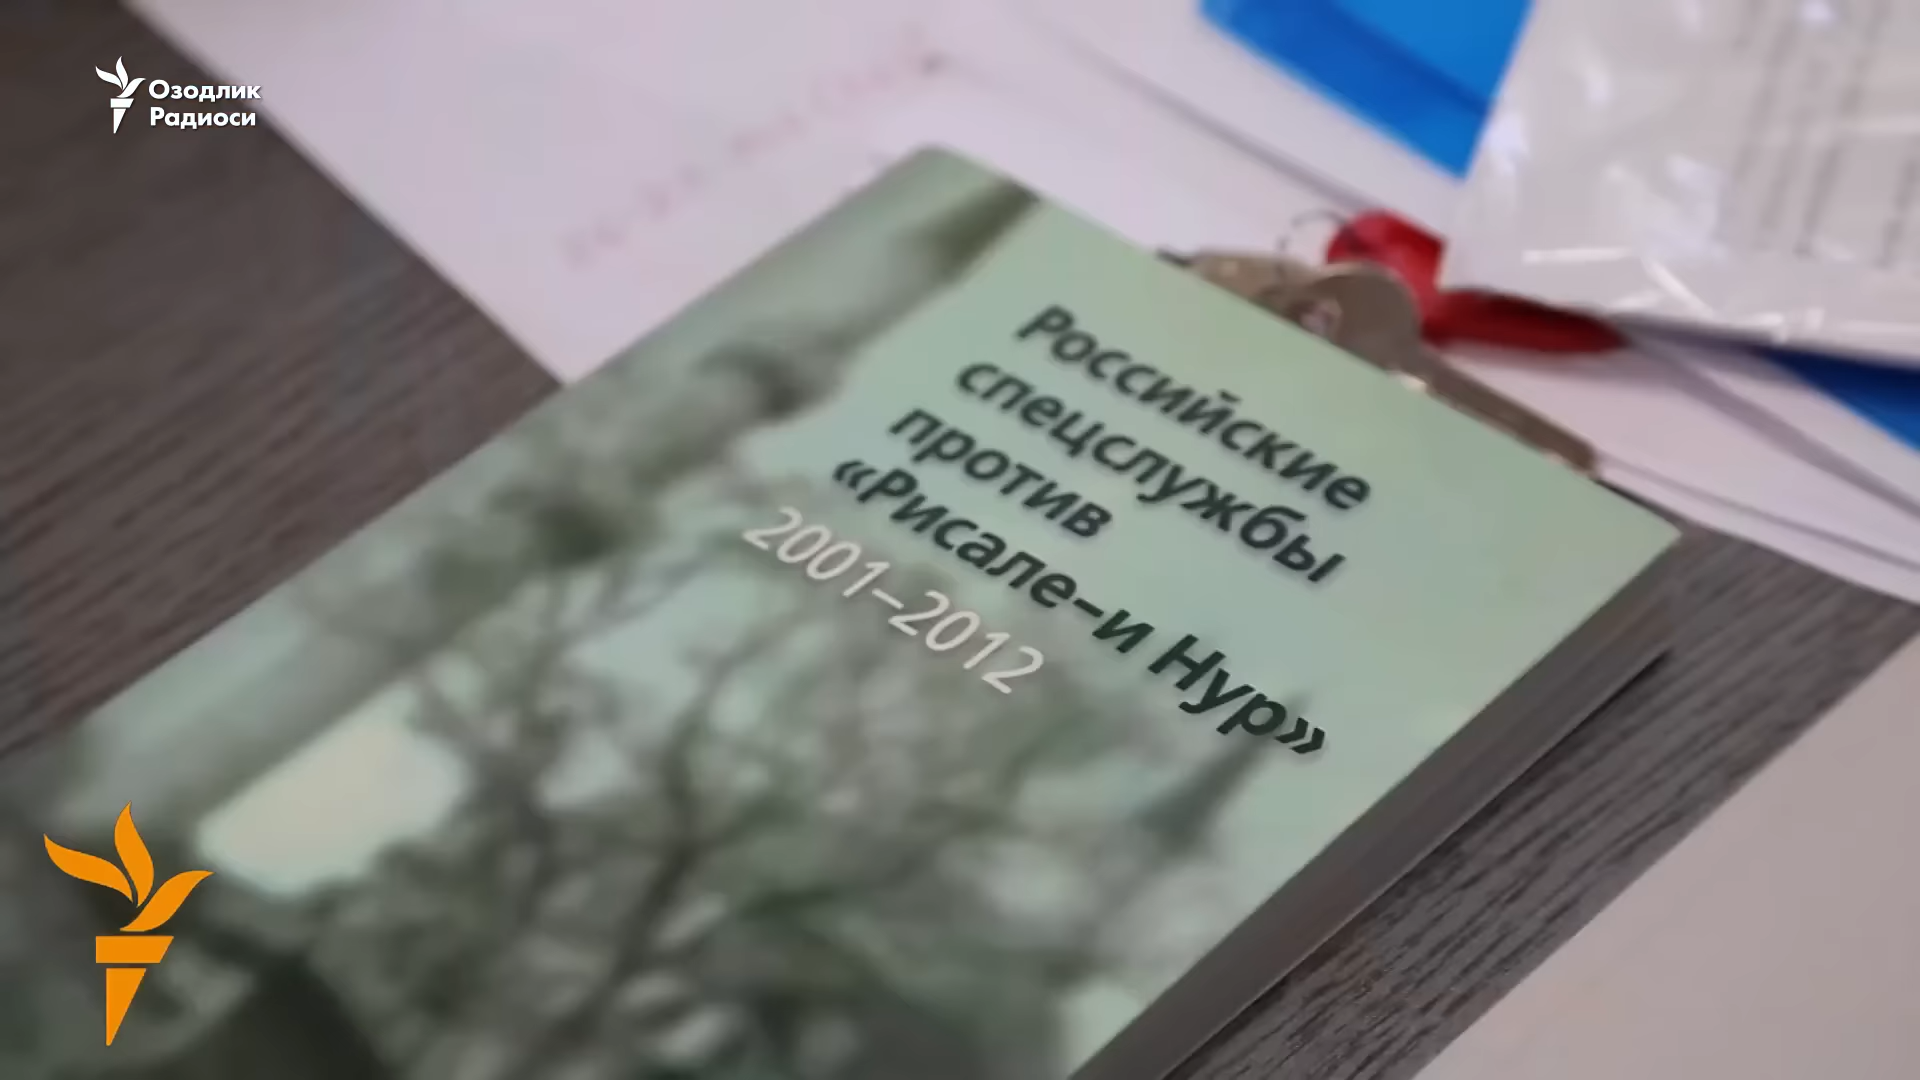 Озодлик
Радиоси
Российские
спецслужбы
против
«Рисале-и Нур»
2001–2012